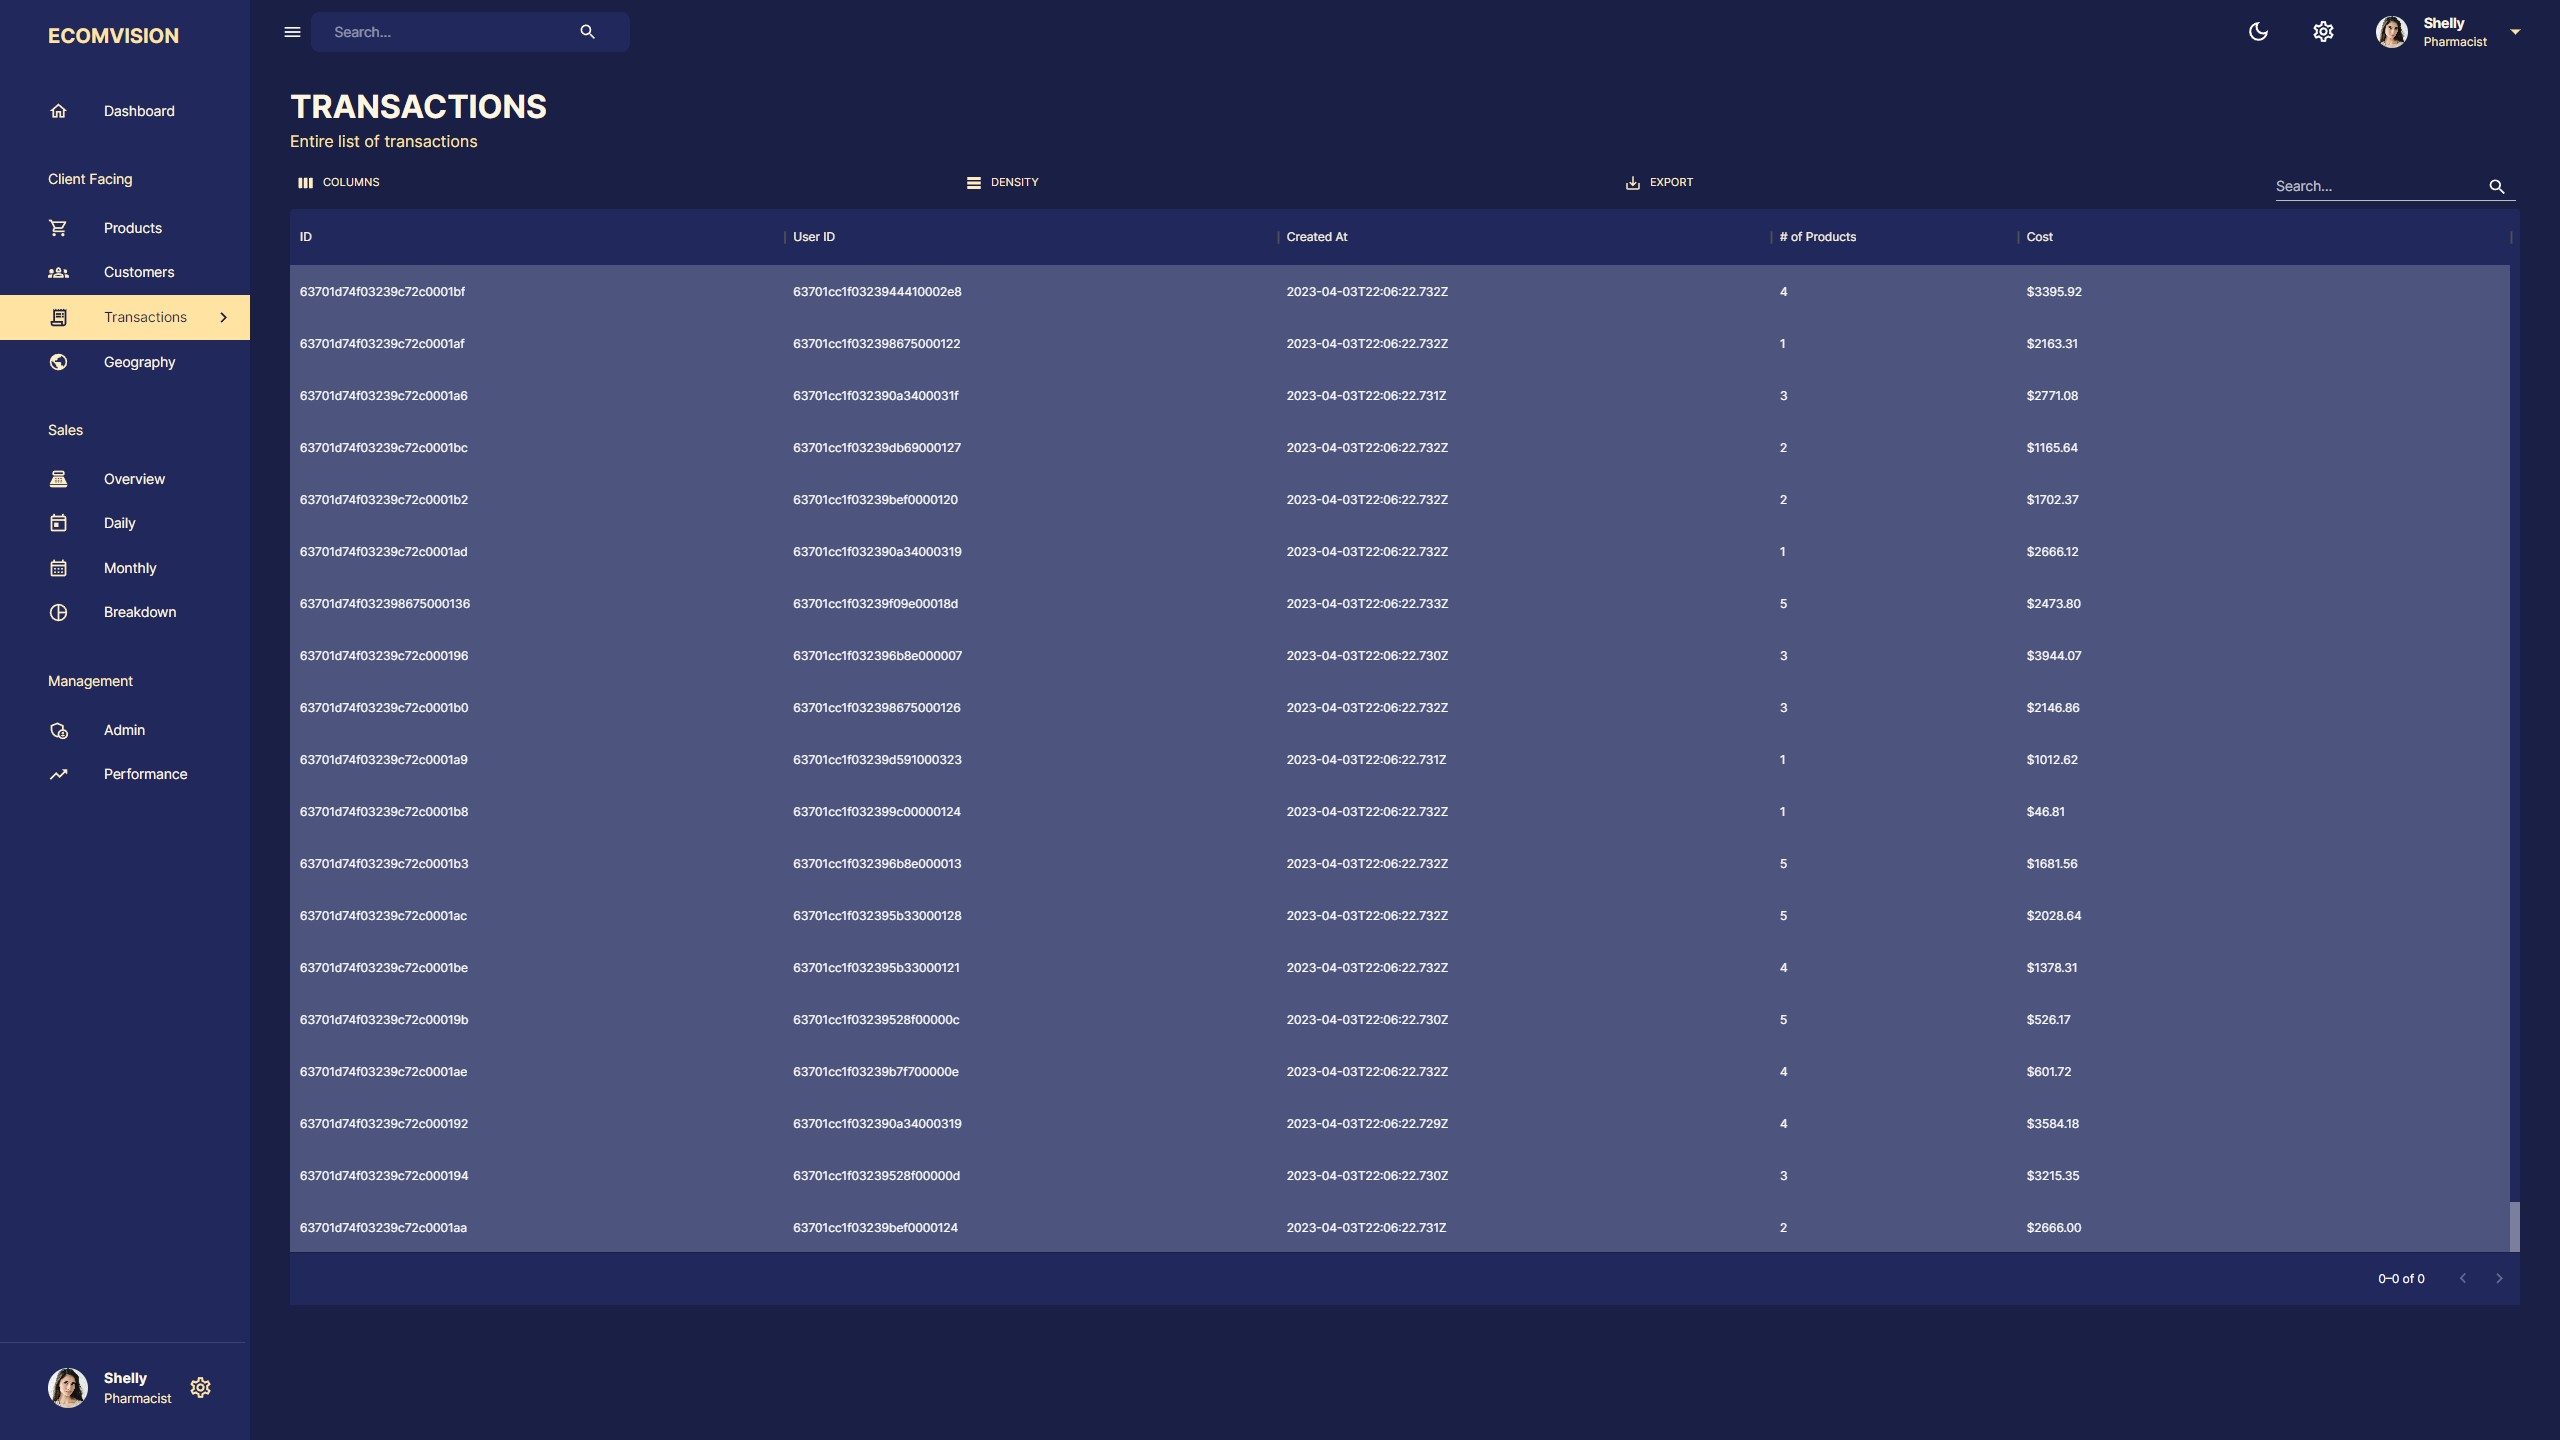 ECOMVISION
Dashboard
Client Facing
Products
Customers
Transactions
Geography
Sales
Overview
Daily
Monthly
Breakdown
Management
Admin
Performance
Shelly
Pharmacist
Search...
Shelly
Pharmacist
TRANSACTIONS
Entire list of transactions
COLUMNS DENSITY EXPORT Search...
ID User ID Created At # of Products Cost
63701d74f03239c72c0001bf 63701cc1f0323944410002e8 2023-04-03T22:06:22.732Z 4 $3395.92
63701d74f03239c72c0001af 63701cc1f032398675000122 2023-04-03T22:06:22.732Z 1 $2163.31
63701d74f03239c72c0001a6 63701cc1f032390a3400031f 2023-04-03T22:06:22.731Z 3 $2771.08
63701d74f03239c72c0001bc 63701cc1f03239db69000127 2023-04-03T22:06:22.732Z 2 $1165.64
63701d74f03239c72c0001b2 63701cc1f03239bef0000120 2023-04-03T22:06:22.732Z 2 $1702.37
63701d74f03239c72c0001ad 63701cc1f032390a34000319 2023-04-03T22:06:22.732Z 1 $2666.12
63701d74f032398675000136 63701cc1f03239f09e00018d 2023-04-03T22:06:22.733Z 5 $2473.80
63701d74f03239c72c000196 63701cc1f032396b8e000007 2023-04-03T22:06:22.730Z 3 $3944.07
63701d74f03239c72c0001b0 63701cc1f032398675000126 2023-04-03T22:06:22.732Z 3 $2146.86
63701d74f03239c72c0001a9 63701cc1f03239d591000323 2023-04-03T22:06:22.731Z 1 $1012.62
63701d74f03239c72c0001b8 63701cc1f032399c00000124 2023-04-03T22:06:22.732Z 1 $46.81
63701d74f03239c72c0001b3 63701cc1f032396b8e000013 2023-04-03T22:06:22.732Z 5 $1681.56
63701d74f03239c72c0001ac 63701cc1f032395b33000128 2023-04-03T22:06:22.732Z 5 $2028.64
63701d74f03239c72c0001be 63701cc1f032395b33000121 2023-04-03T22:06:22.732Z 4 $1378.31
63701d74f03239c72c00019b 63701cc1f03239528f00000c 2023-04-03T22:06:22.730Z 5 $526.17
63701d74f03239c72c0001ae 63701cc1f03239b7f700000e 2023-04-03T22:06:22.732Z 4 $601.72
63701d74f03239c72c000192 63701cc1f032390a34000319 2023-04-03T22:06:22.729Z 4 $3584.18
63701d74f03239c72c000194 63701cc1f03239528f00000d 2023-04-03T22:06:22.730Z 3 $3215.35
63701d74f03239c72c0001aa 63701cc1f03239bef0000124 2023-04-03T22:06:22.731Z 2 $2666.00
0–0 of 0